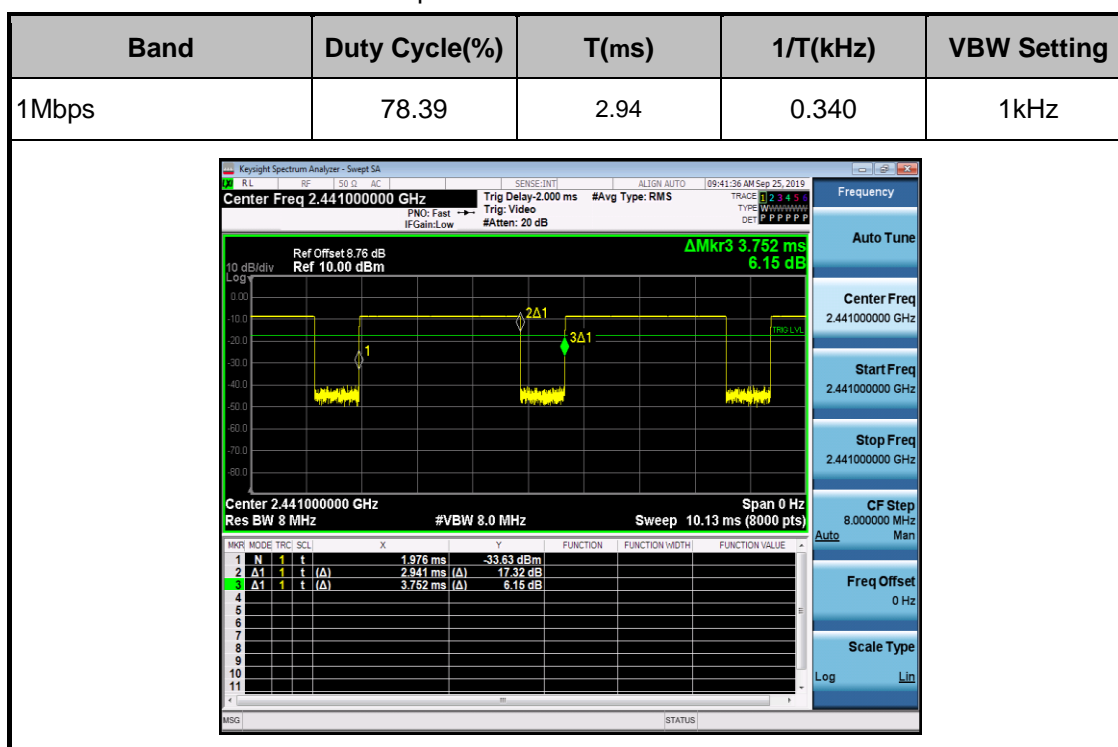 Band Duty Cycle(%) T(ms) 1/T(kHz) VBW Setting
1Mbps 78.39 2.94 0.340 1kHz
Keysight Spectrum Analyzer - Swept SA
RL RF 50 Ω AC SENSE:INT ALIGN AUTO 09:41:36 AM Sep 25, 2019
Center Freq 2.441000000 GHz
PNO: Fast
IFGain:Low
Trig Delay-2.000 ms
Trig: Video
#Atten: 20 dB
#Avg Type: RMS
TRACE 1 2 3 4 5 6
TYPE WWWWWW
DET P P P P P P
ΔMkr3 3.752 ms
6.15 dB
10 dB/div
Log
Ref Offset 8.76 dB
Ref 10.00 dBm
0.00
-10.0
-20.0
-30.0
-40.0
-50.0
-60.0
-70.0
-80.0
1
2Δ1
3Δ1
TRIG LVL
Center 2.441000000 GHz Span 0 Hz
Res BW 8 MHz #VBW 8.0 MHz Sweep 10.13 ms (8000 pts)
MKR MODE TRC SCL X Y FUNCTION FUNCTION WIDTH FUNCTION VALUE
1 N 1 t 1.976 ms -33.63 dBm
2 Δ1 1 t (Δ) 2.941 ms (Δ) 17.32 dB
3 Δ1 1 t (Δ) 3.752 ms (Δ) 6.15 dB
4
5
6
7
8
9
10
11
MSG STATUS
Frequency
Auto Tune
Center Freq
2.441000000 GHz
Start Freq
2.441000000 GHz
Stop Freq
2.441000000 GHz
CF Step
8.000000 MHz
Auto Man
Freq Offset
0 Hz
Scale Type
Log Lin